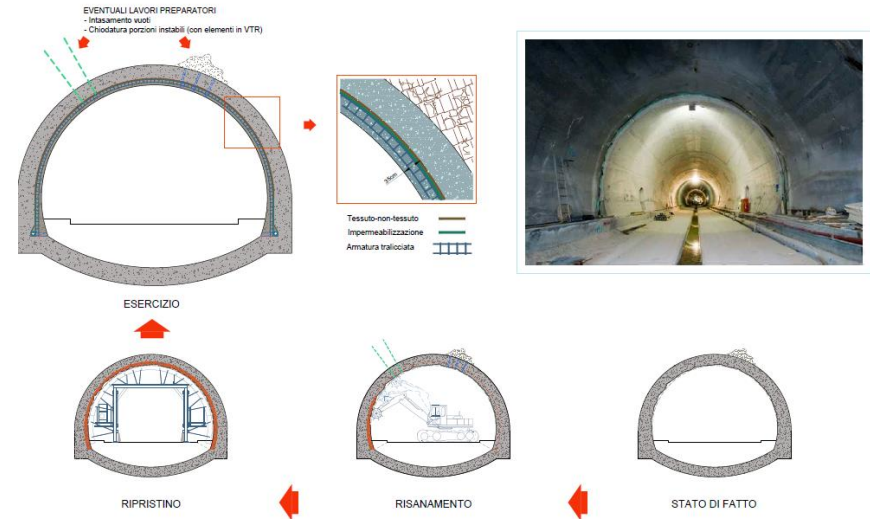 EVENTUALI LAVORI PREPARATORI
- Intasamento vuoti
- Chiodatura porzioni instabili (con elementi in VTR)
35cm
Tessuto-non-tessuto
Impermeabilizzazione
Armatura tralicciata
ESERCIZIO
RIPRISTINO
RISANAMENTO
STATO DI FATTO